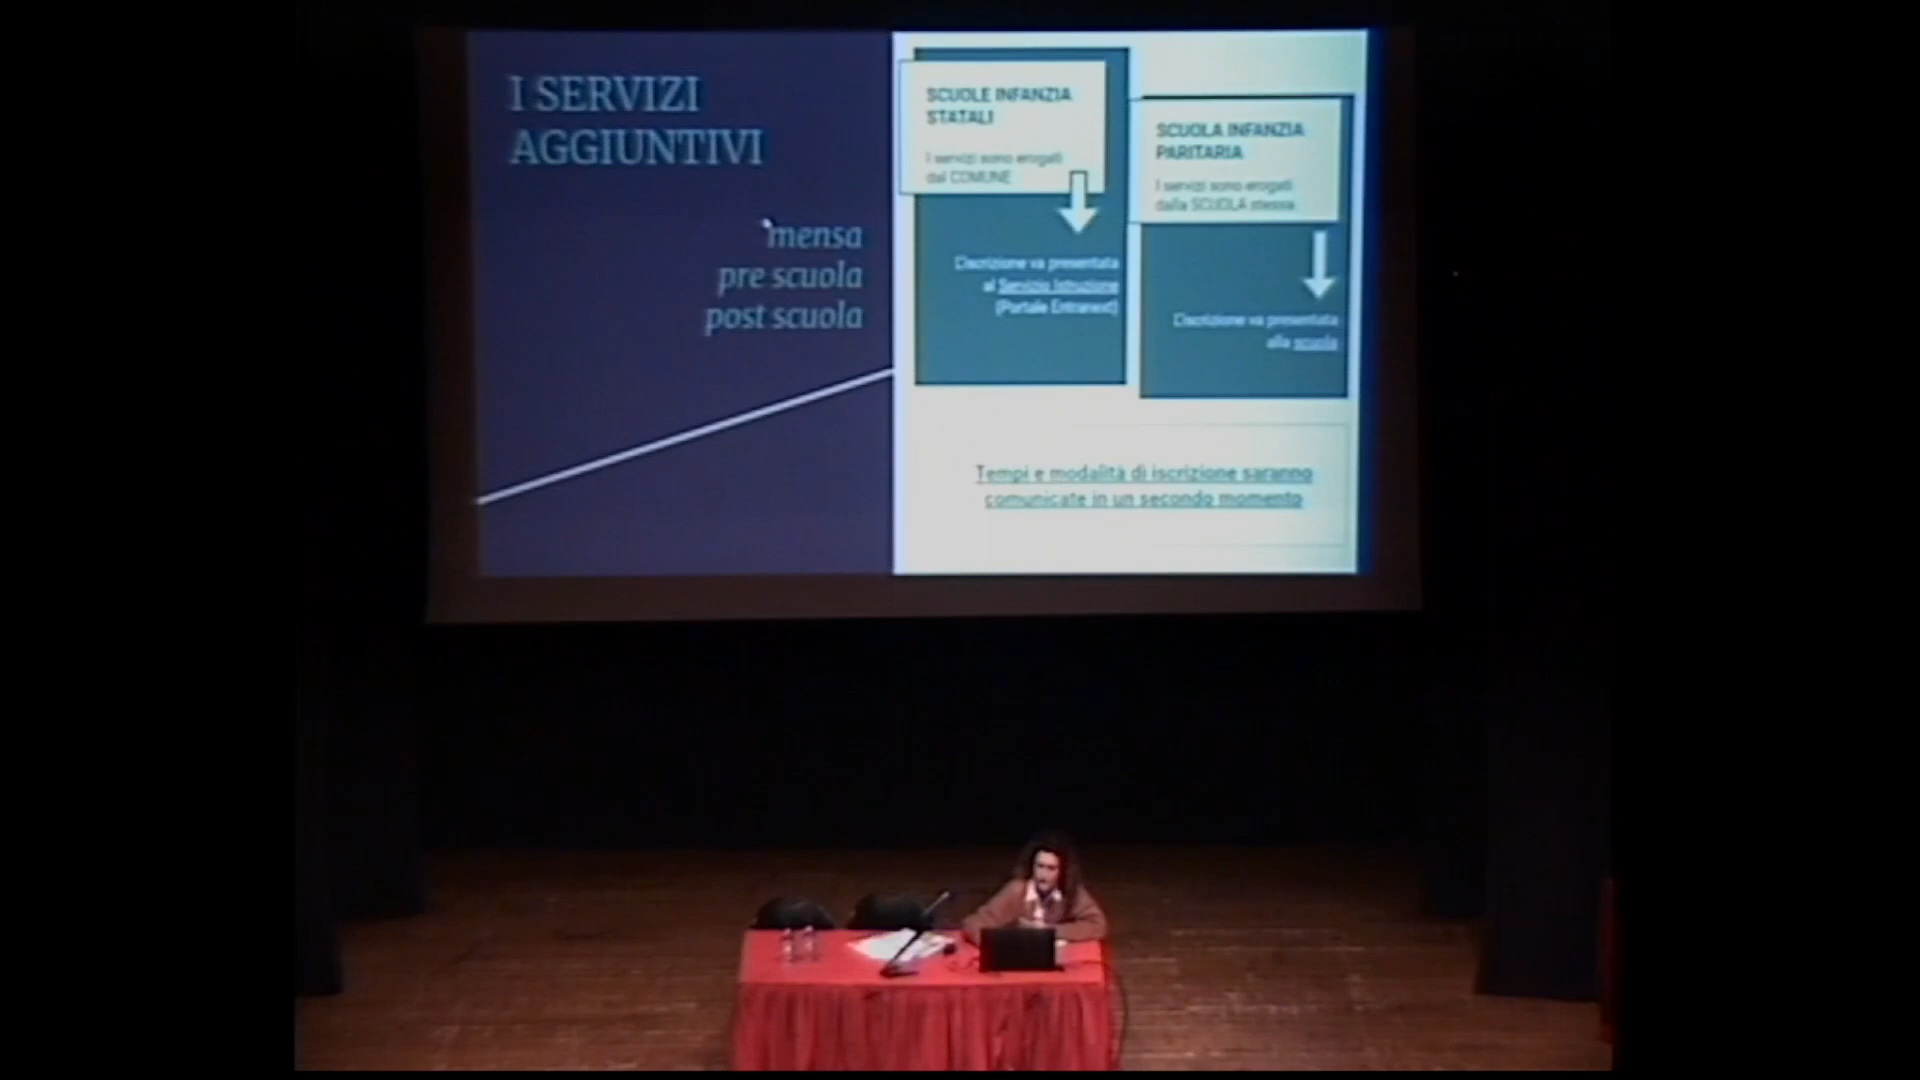 I SERVIZI
AGGIUNTIVI
mensa
pre scuola
post scuola
SCUOLE INFANZIA
STATALI
I servizi sono erogati
dal COMUNE
L'iscrizione va presentata
al Servizio Istruzione
(Portale Entranext)
SCUOLA INFANZIA
PARITARIA
I servizi sono erogati
dalla SCUOLA stessa
L'iscrizione va presentata
alla scuola
Tempi e modalità di iscrizione saranno
comunicate in un secondo momento